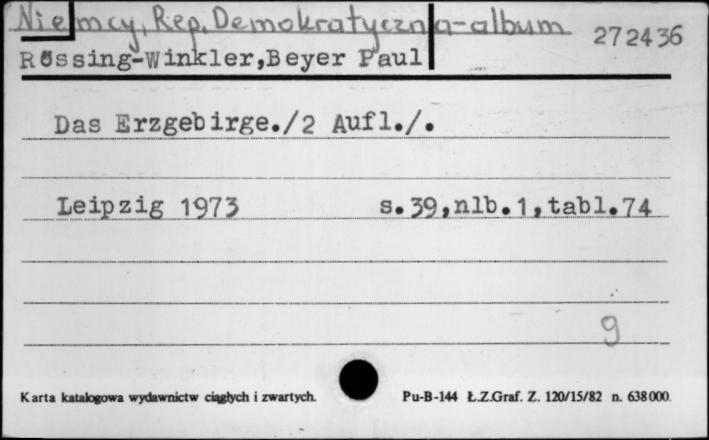 Niemcy, Rep. Demokratyczna-album 272436
Rössing-Winkler,Beyer Paul
Das Erzgebirge./2 Aufl./.
Leipzig 1973 s.39,nlb.1,tabl.74
9
Karta katalogowa wydawnictw ciągłych i zwartych. Pu-B-144 Ł.Z.Graf. Z. 120/15/82 n. 638000.